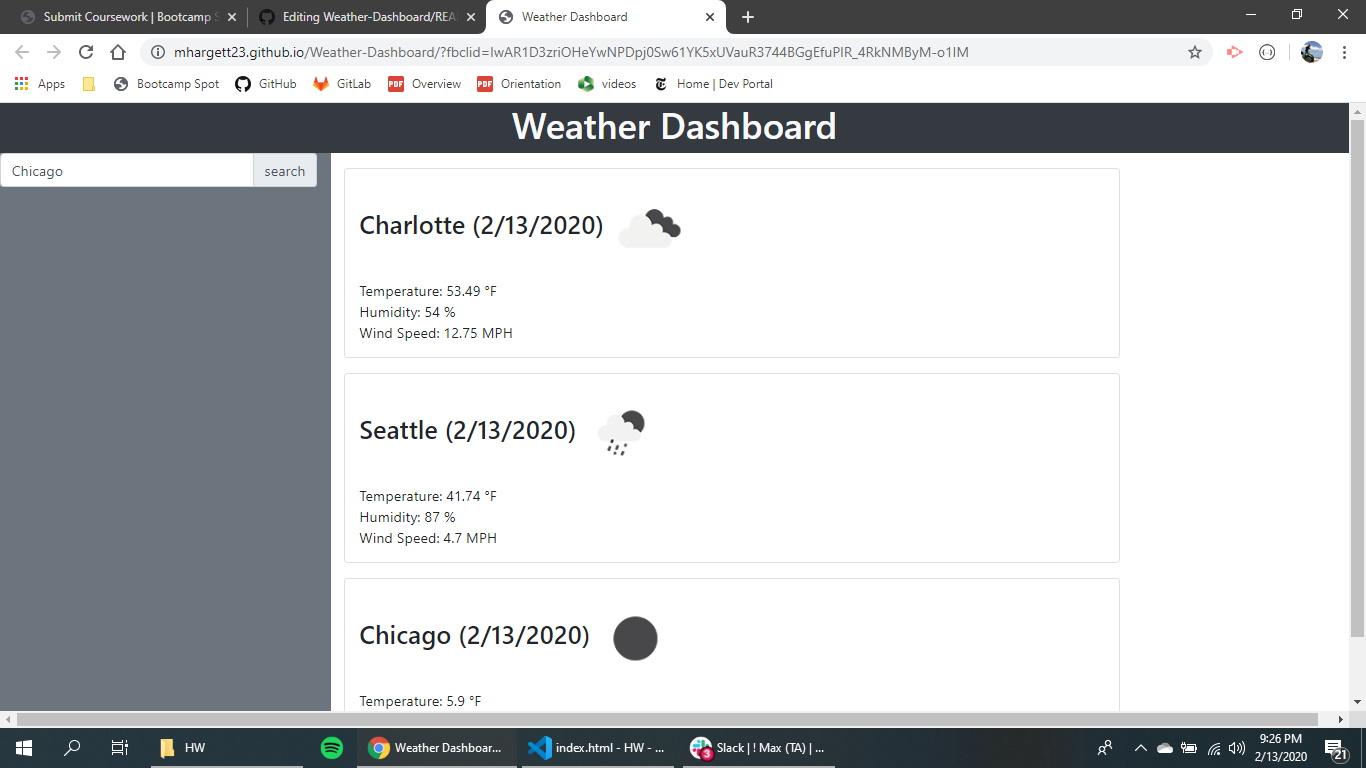 Submit Coursework | Bootcamp S
Editing Weather-Dashboard/REA
Weather Dashboard
mhargett23.github.io/Weather-Dashboard/?fbclid=IwAR1D3zriOHeYwNPDpj0Sw61YK5xUVauR3744BGgEfuPIR_4RkNMByM-o1IM
Apps
Bootcamp Spot
GitHub
GitLab
PDF Overview
PDF Orientation
videos
Home | Dev Portal
Weather Dashboard
Chicago
search
Charlotte (2/13/2020)
Temperature: 53.49 °F
Humidity: 54 %
Wind Speed: 12.75 MPH
Seattle (2/13/2020)
Temperature: 41.74 °F
Humidity: 87 %
Wind Speed: 4.7 MPH
Chicago (2/13/2020)
Temperature: 5.9 °F
HW
Weather Dashboar...
index.html - HW - ...
3
Slack | ! Max (TA) | ...
9:26 PM
2/13/2020
21